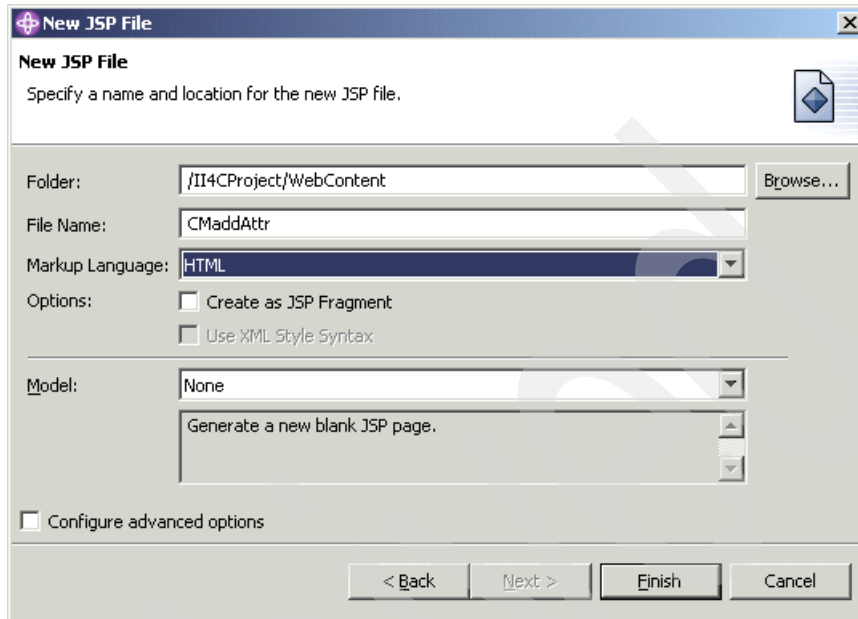 New JSP File
New JSP File
Specify a name and location for the new JSP file.
Folder: /II4CProject/WebContent Browse...
File Name: CMaddAttr
Markup Language: HTML
Options: Create as JSP Fragment
Use XML Style Syntax
Model: None
Generate a new blank JSP page.
Configure advanced options
< Back Next > Finish Cancel